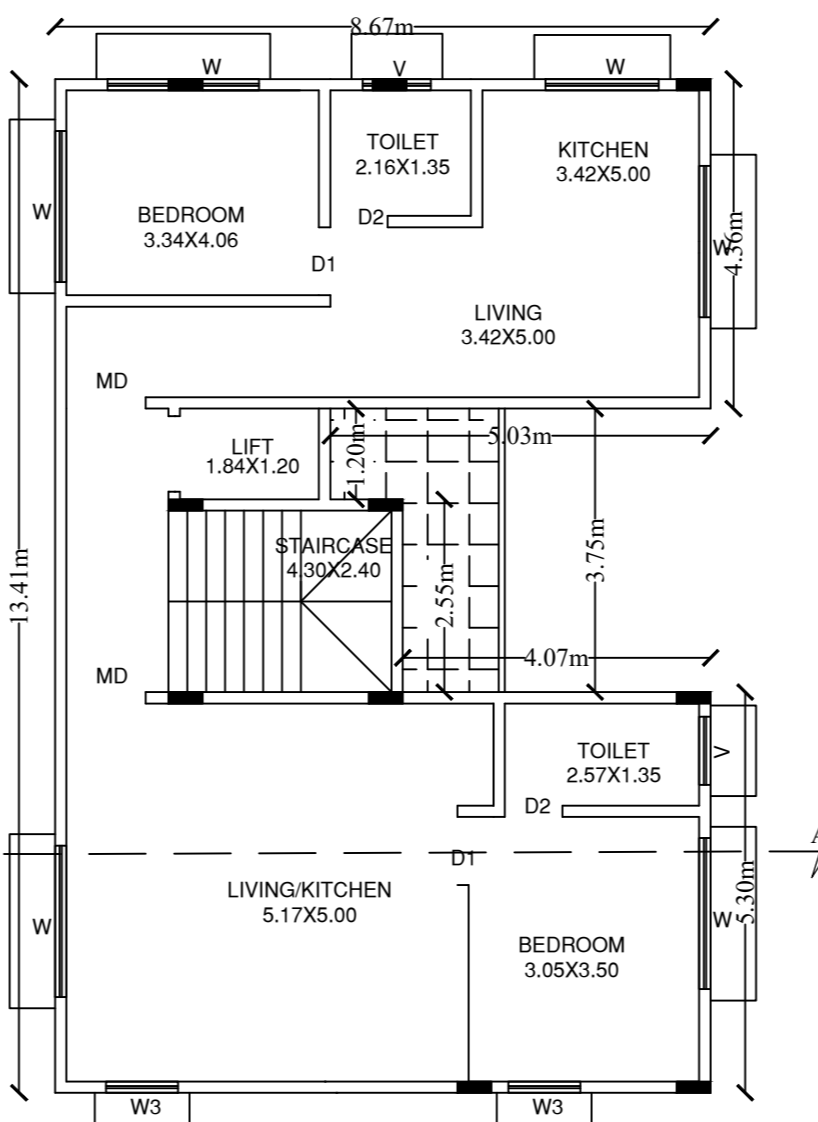 8.67m
W
V
W
TOILET
2.16X1.35
KITCHEN
3.42X5.00
W
BEDROOM
3.34X4.06
D2
W
4.36m
D1
LIVING
3.42X5.00
MD
LIFT
1.84X1.20
1.20m
5.03m
STAIRCASE
4.30X2.40
2.55m
3.75m
13.41m
4.07m
MD
TOILET
2.57X1.35
V
D2
D1
A
LIVING/KITCHEN
5.17X5.00
5.30m
W
W
BEDROOM
3.05X3.50
W3
W3